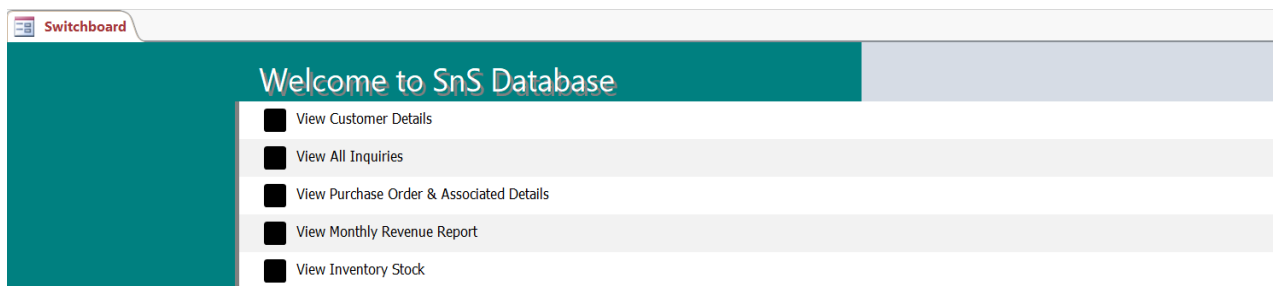 Switchboard
Welcome to SnS Database
View Customer Details
View All Inquiries
View Purchase Order & Associated Details
View Monthly Revenue Report
View Inventory Stock